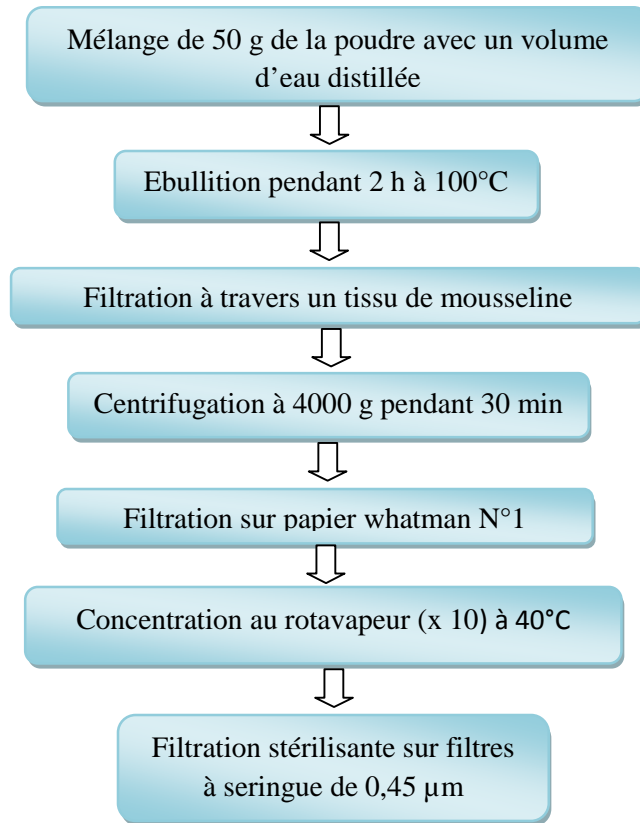 Mélange de 50 g de la poudre avec un volume
d’eau distillée
Ebullition pendant 2 h à 100°C
Filtration à travers un tissu de mousseline
Centrifugation à 4000 g pendant 30 min
Filtration sur papier whatman N°1
Concentration au rotavapeur (x 10) à 40°C
Filtration stérilisante sur filtres
à seringue de 0,45 µm